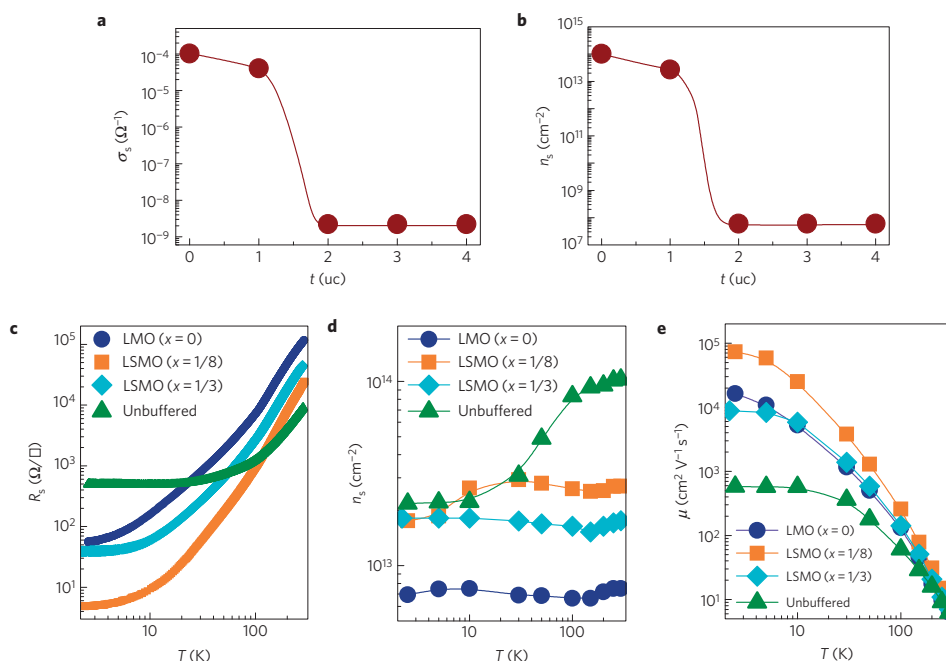 a
10⁻⁴
10⁻⁵
10⁻⁶
10⁻⁷
10⁻⁸
10⁻⁹
σs (Ω⁻¹)
0 1 2 3 4
t (uc)
b
10¹⁵
10¹³
10¹¹
10⁹
10⁷
ns (cm⁻²)
0 1 2 3 4
t (uc)
c
10⁵
10⁴
10³
10²
10¹
Rs (Ω/□)
LMO (x = 0)
LSMO (x = 1/8)
LSMO (x = 1/3)
Unbuffered
10 100
T (K)
d
10¹⁴
10¹³
ns (cm⁻²)
LMO (x = 0)
LSMO (x = 1/8)
LSMO (x = 1/3)
Unbuffered
10 100
T (K)
e
10⁵
10⁴
10³
10²
10¹
μ (cm² V⁻¹ s⁻¹)
LMO (x = 0)
LSMO (x = 1/8)
LSMO (x = 1/3)
Unbuffered
10 100
T (K)